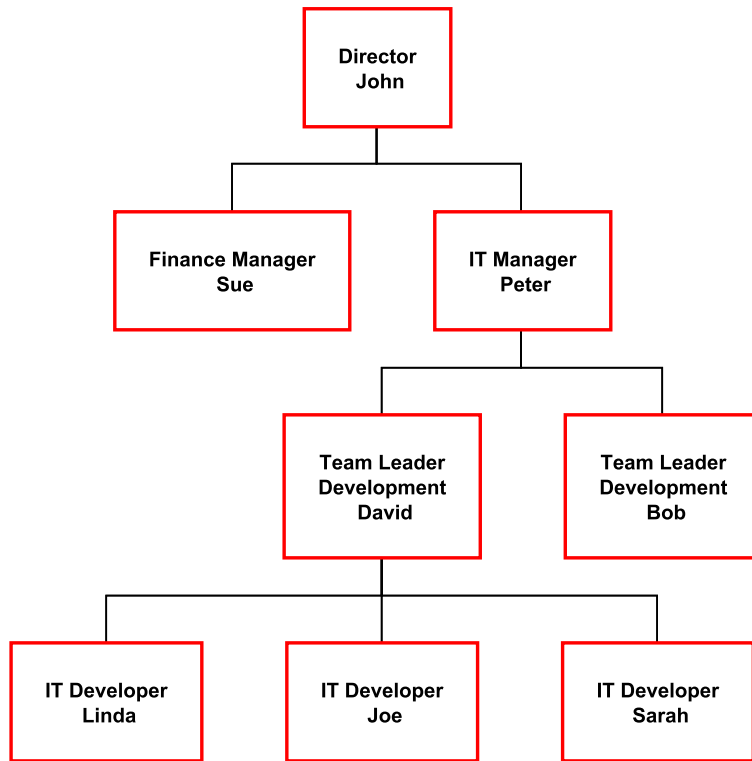 Director
John
Finance Manager
Sue
IT Manager
Peter
Team Leader
Development
David
Team Leader
Development
Bob
IT Developer
Linda
IT Developer
Joe
IT Developer
Sarah